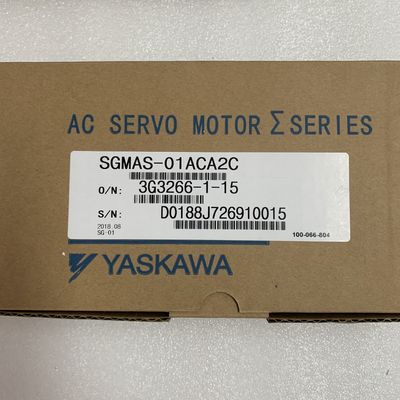 AC SERVO MOTOR Σ SERIES
SGMAS-01ACA2C
O/N: 3G3266-1-15
S/N: D0188J726910015
2018.08
SG-01
100-066-804
YASKAWA